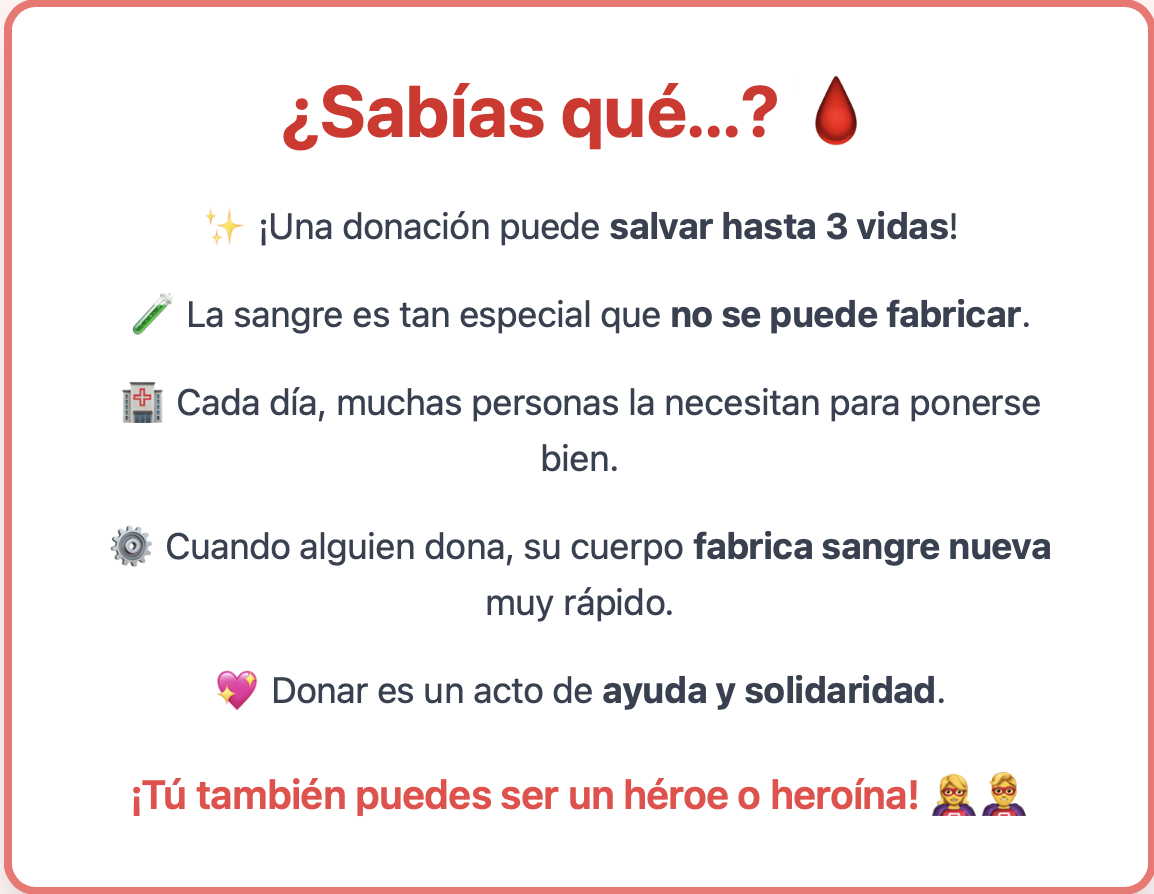 ¿Sabías qué...? 🩸
✨ ¡Una donación puede salvar hasta 3 vidas!
🧪 La sangre es tan especial que no se puede fabricar.
🏥 Cada día, muchas personas la necesitan para ponerse
bien.
⚙️ Cuando alguien dona, su cuerpo fabrica sangre nueva
muy rápido.
💖 Donar es un acto de ayuda y solidaridad.
¡Tú también puedes ser un héroe o heroína! 🦸‍♀️🦸‍♂️